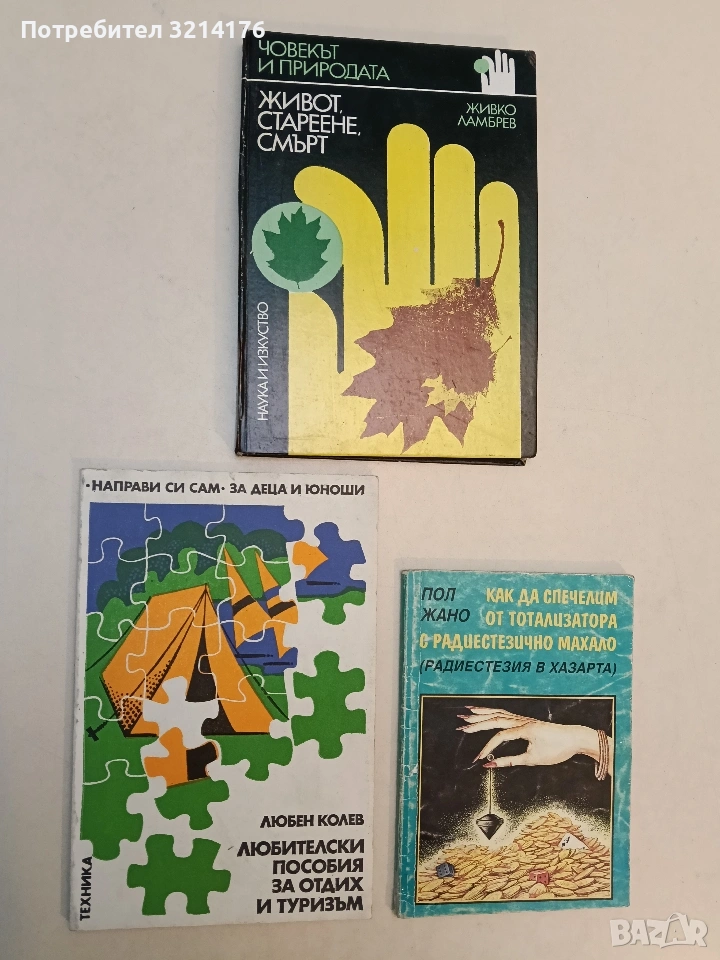 Потребител 3214176
ЧОВЕКЪТ
И ПРИРОДАТА
ЖИВОТ,
СТАРЕЕНЕ,
СМЪРТ
ЖИВКО
ЛАМБРЕВ
НАУКА И ИЗКУСТВО
•НАПРАВИ СИ САМ• ЗА ДЕЦА И ЮНОШИ
ЛЮБЕН КОЛЕВ
ЛЮБИТЕЛСКИ
ПОСОБИЯ
ЗА ОТДИХ
И ТУРИЗЪМ
ТЕХНИКА
ПОЛ
ЖАНО
КАК ДА СПЕЧЕЛИМ
ОТ ТОТАЛИЗАТОРА
С РАДИЕСТЕЗИЧНО МАХАЛО
(РАДИЕСТЕЗИЯ В ХАЗАРТА)
BAZAR